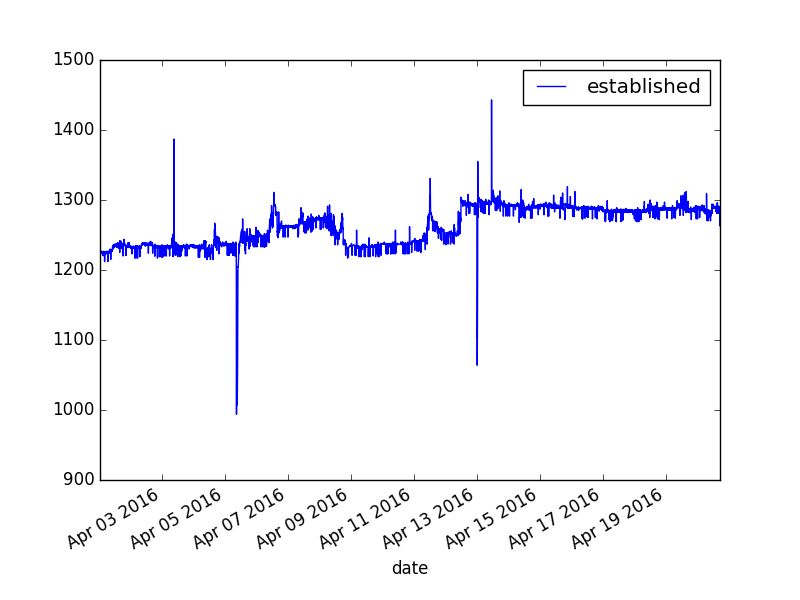 1500
established
1400
1300
1200
1100
1000
900
Apr 03 2016
Apr 05 2016
Apr 07 2016
Apr 09 2016
Apr 11 2016
Apr 13 2016
Apr 15 2016
Apr 17 2016
Apr 19 2016
date